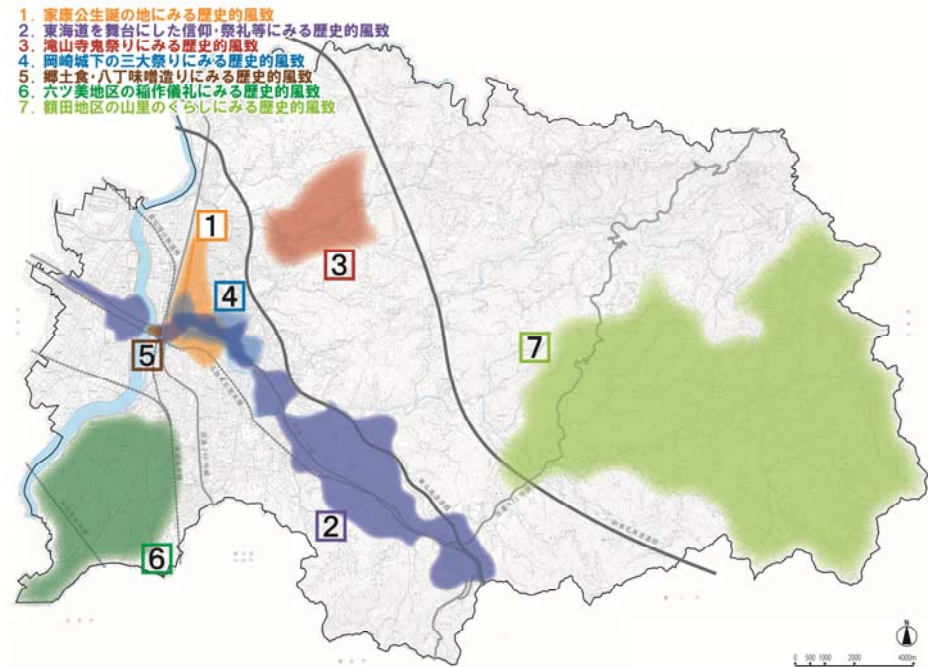 1. 家康公生誕の地にみる歴史的風致
2. 東海道を舞台にした信仰・祭礼等にみる歴史的風致
3. 滝山寺鬼祭りにみる歴史的風致
4. 岡崎城下の三大祭りにみる歴史的風致
5. 郷土食・八丁味噌造りにみる歴史的風致
6. 六ツ美地区の稲作儀礼にみる歴史的風致
7. 額田地区の山里のくらしにみる歴史的風致
1
3
4
5
7
2
6
N
0 500 1000 2000 4000m